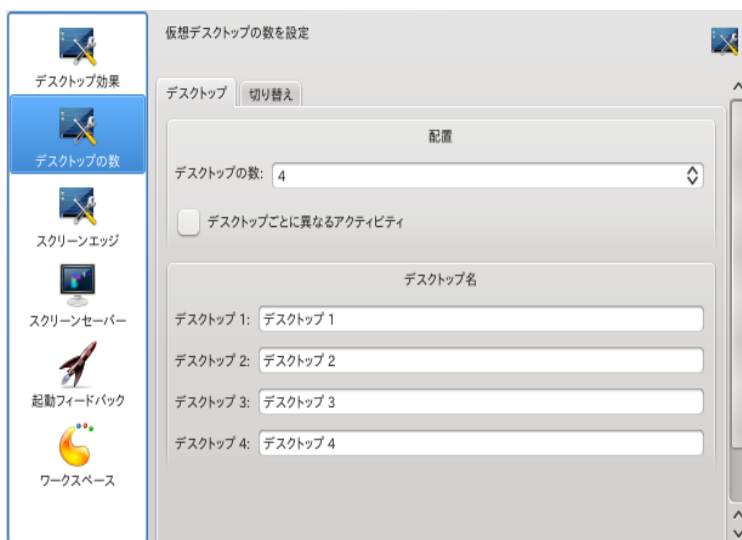 仮想デスクトップの数を設定
デスクトップ効果
デスクトップの数
スクリーンエッジ
スクリーンセーバー
起動フィードバック
ワークスペース
デスクトップ
切り替え
配置
デスクトップの数: 4
デスクトップごとに異なるアクティビティ
デスクトップ名
デスクトップ 1: デスクトップ 1
デスクトップ 2: デスクトップ 2
デスクトップ 3: デスクトップ 3
デスクトップ 4: デスクトップ 4